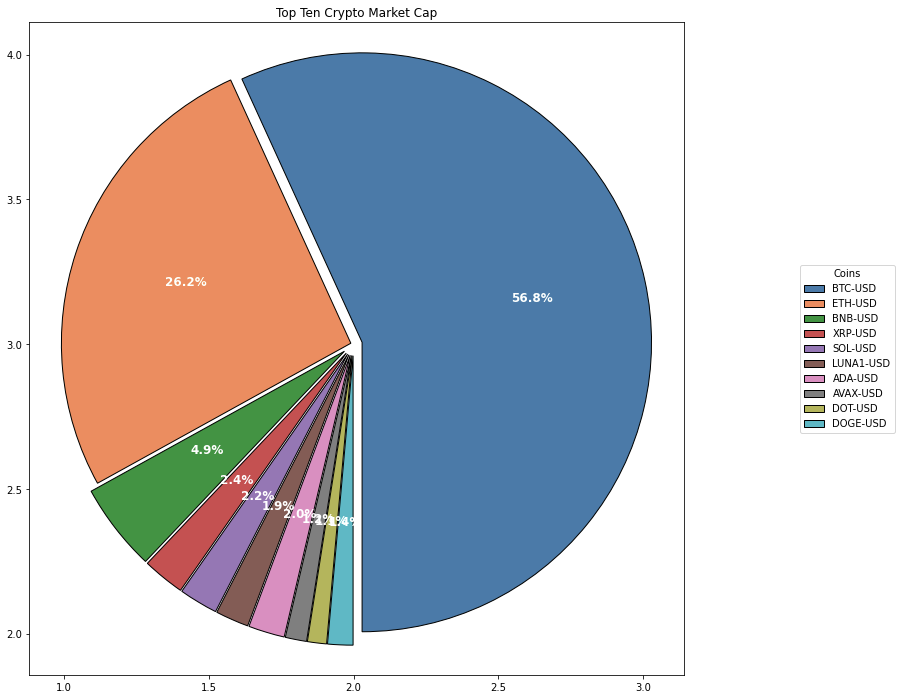 Top Ten Crypto Market Cap
4.0
3.5
3.0
2.5
2.0
1.0
1.5
2.0
2.5
3.0
56.8%
26.2%
4.9%
2.4%
2.2%
1.9%
2.0%
Coins
BTC-USD
ETH-USD
BNB-USD
XRP-USD
SOL-USD
LUNA1-USD
ADA-USD
AVAX-USD
DOT-USD
DOGE-USD